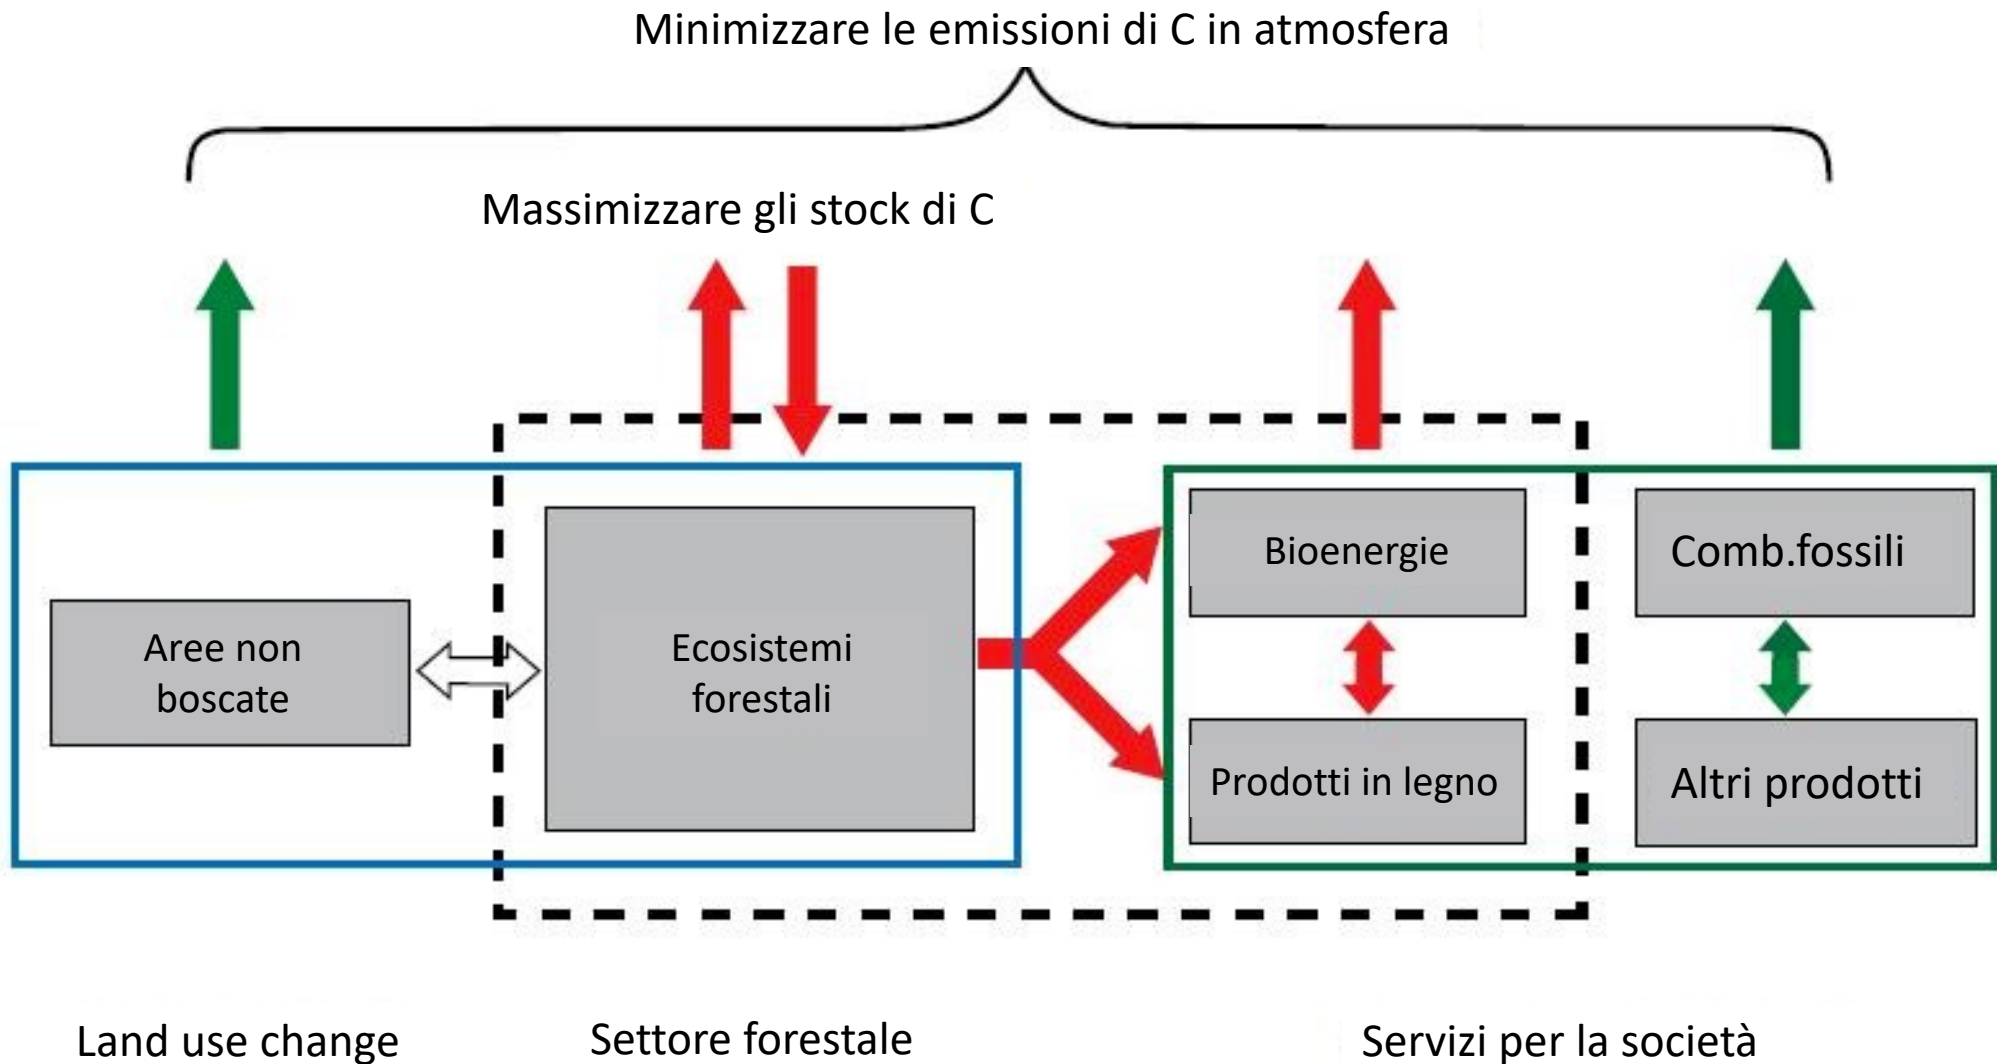 Minimizzare le emissioni di C in atmosfera
Massimizzare gli stock di C
Aree non
boscate
Ecosistemi
forestali
Bioenergie
Prodotti in legno
Comb.fossili
Altri prodotti
Land use change
Settore forestale
Servizi per la società